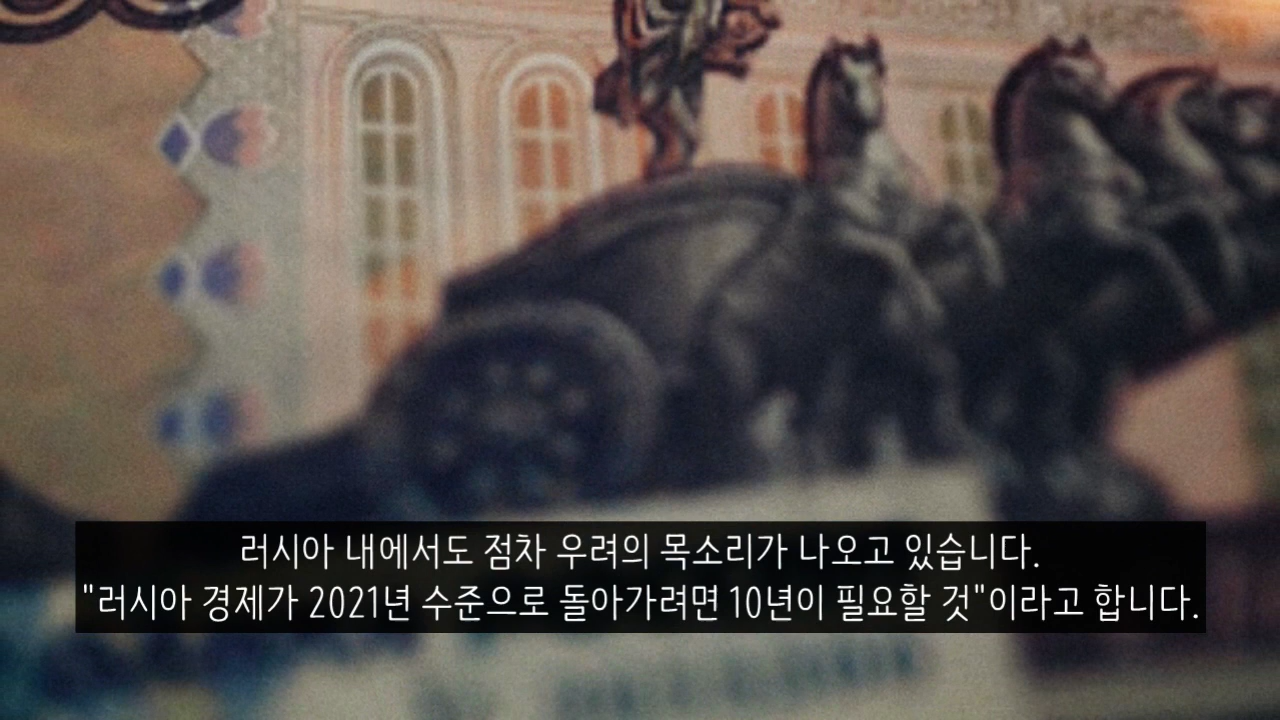 러시아 내에서도 점차 우려의 목소리가 나오고 있습니다.
"러시아 경제가 2021년 수준으로 돌아가려면 10년이 필요할 것"이라고 합니다.